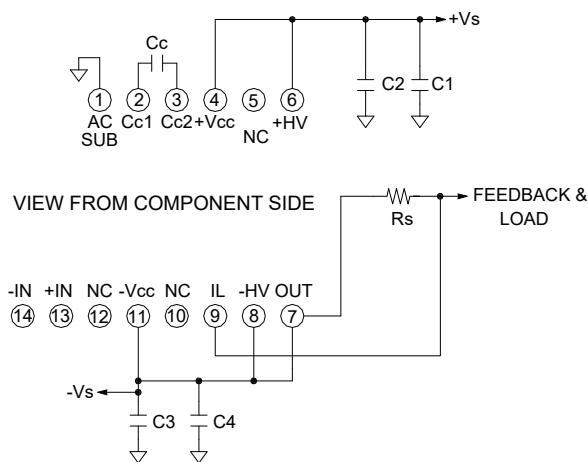 +Vs
Cc
C2 C1
1 2 3 4 5 6
AC SUB Cc1 Cc2 +Vcc NC +HV
VIEW FROM COMPONENT SIDE
Rs
FEEDBACK &
LOAD
-IN +IN NC -Vcc NC IL -HV OUT
14 13 12 11 10 9 8 7
-Vs
C3 C4